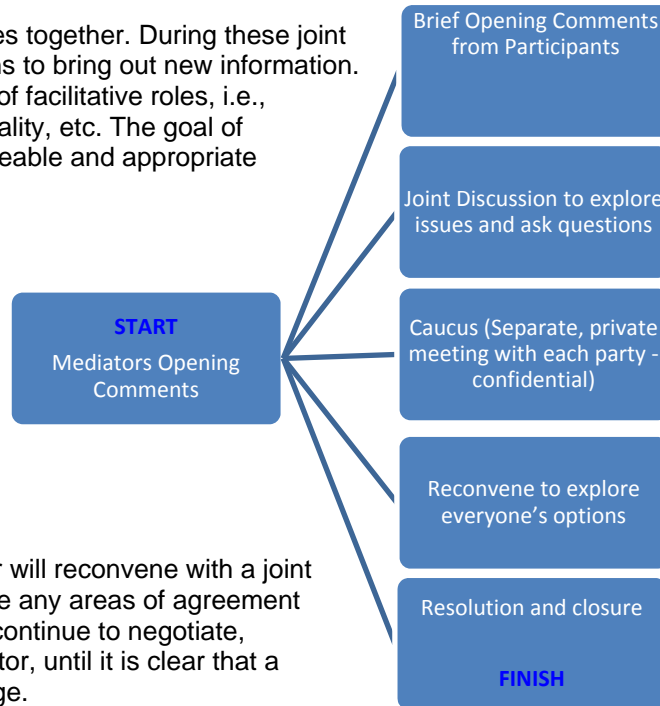 es together. During these joint
s to bring out new information.
of facilitative roles, i.e.,
ality, etc. The goal of
eable and appropriate
START
Mediators Opening
Comments
Brief Opening Comments
from Participants
Joint Discussion to explore
issues and ask questions
Caucus (Separate, private
meeting with each party -
confidential)
Reconvene to explore
everyone’s options
Resolution and closure
FINISH
r will reconvene with a joint
e any areas of agreement
continue to negotiate,
tor, until it is clear that a
ge.